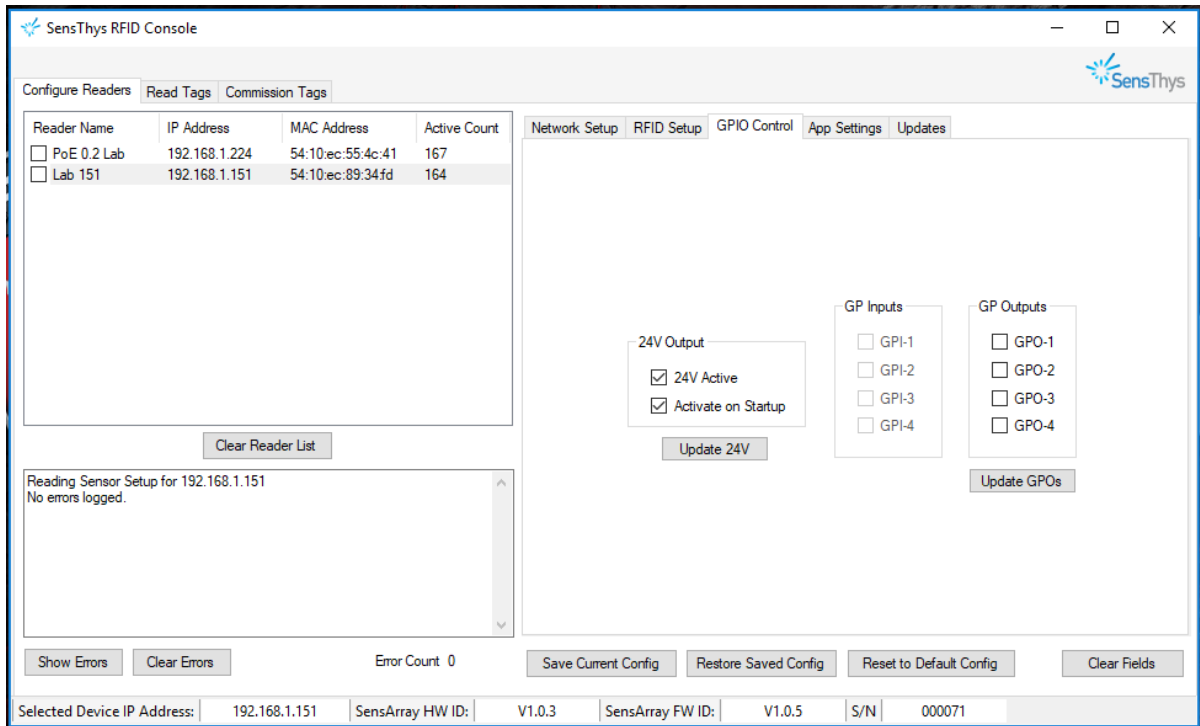 SensThys RFID Console
SensThys
Configure Readers Read Tags Commission Tags
Reader Name IP Address MAC Address Active Count
PoE 0.2 Lab 192.168.1.224 54:10:ec:55:4c:41 167
Lab 151 192.168.1.151 54:10:ec:89:34:fd 164
Clear Reader List
Reading Sensor Setup for 192.168.1.151
No errors logged.
Show Errors Clear Errors Error Count 0
Network Setup RFID Setup GPIO Control App Settings Updates
24V Output
24V Active
Activate on Startup
Update 24V
GP Inputs
GPI-1
GPI-2
GPI-3
GPI-4
GP Outputs
GPO-1
GPO-2
GPO-3
GPO-4
Update GPOs
Save Current Config Restore Saved Config Reset to Default Config Clear Fields
Selected Device IP Address: 192.168.1.151 SensArray HW ID: V1.0.3 SensArray FW ID: V1.0.5 S/N 000071